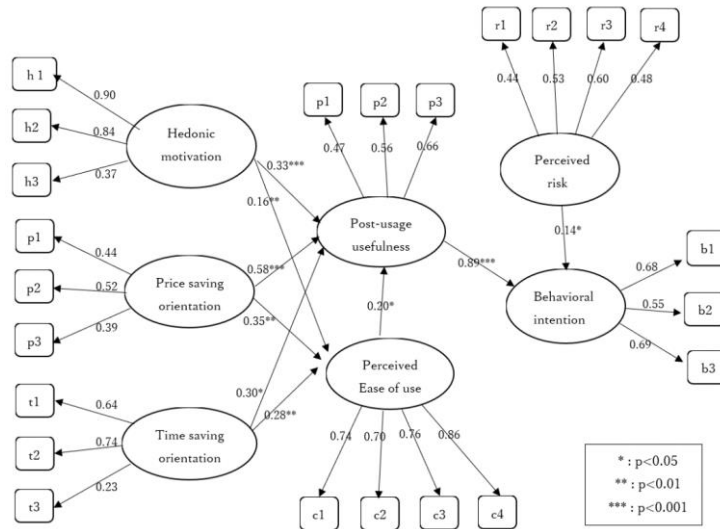 r1
r2
r3
r4
0.44
0.53
0.60
0.48
h 1
h2
h3
0.90
0.84
0.37
Hedonic
motivation
p1
p2
p3
0.47
0.56
0.66
Perceived
risk
0.33***
0.16**
Post-usage
usefulness
0.14*
p1
p2
p3
0.44
0.52
0.39
Price saving
orientation
0.58***
0.35**
0.89***
0.20*
Behavioral
intention
b1
b2
b3
0.68
0.55
0.69
t1
t2
t3
0.64
0.74
0.23
Time saving
orientation
0.30*
0.28**
Perceived
Ease of use
0.74
0.70
0.76
0.86
c1
c2
c3
c4
* : p<0.05
** : p<0.01
*** : p<0.001